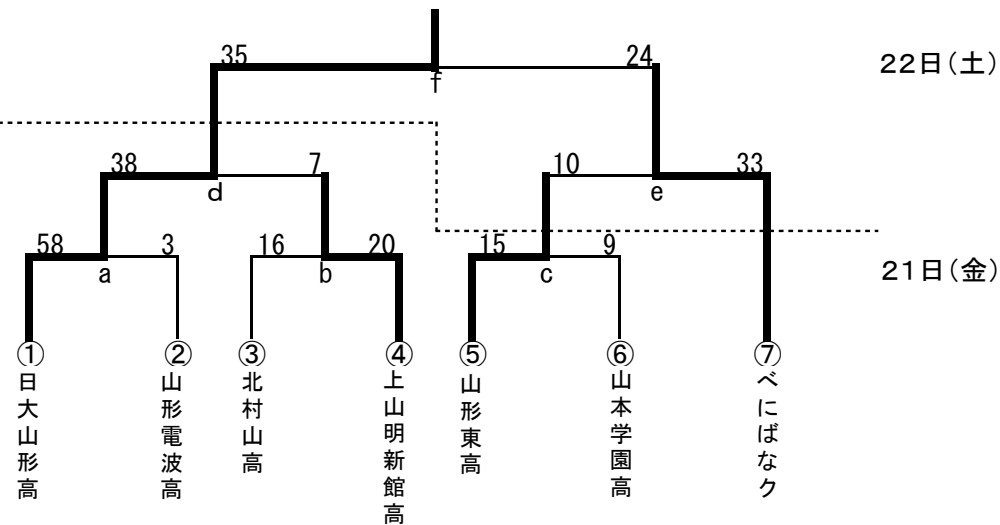 35
24
22日(土)
f
38
7
10
33
d
e
58
3
16
20
15
9
21日(金)
a
b
c
①
②
③
④
⑤
⑥
⑦
日大山形高
山形電波高
北村山高
上山明新館高
山形東高
山本学園高
べにばなク